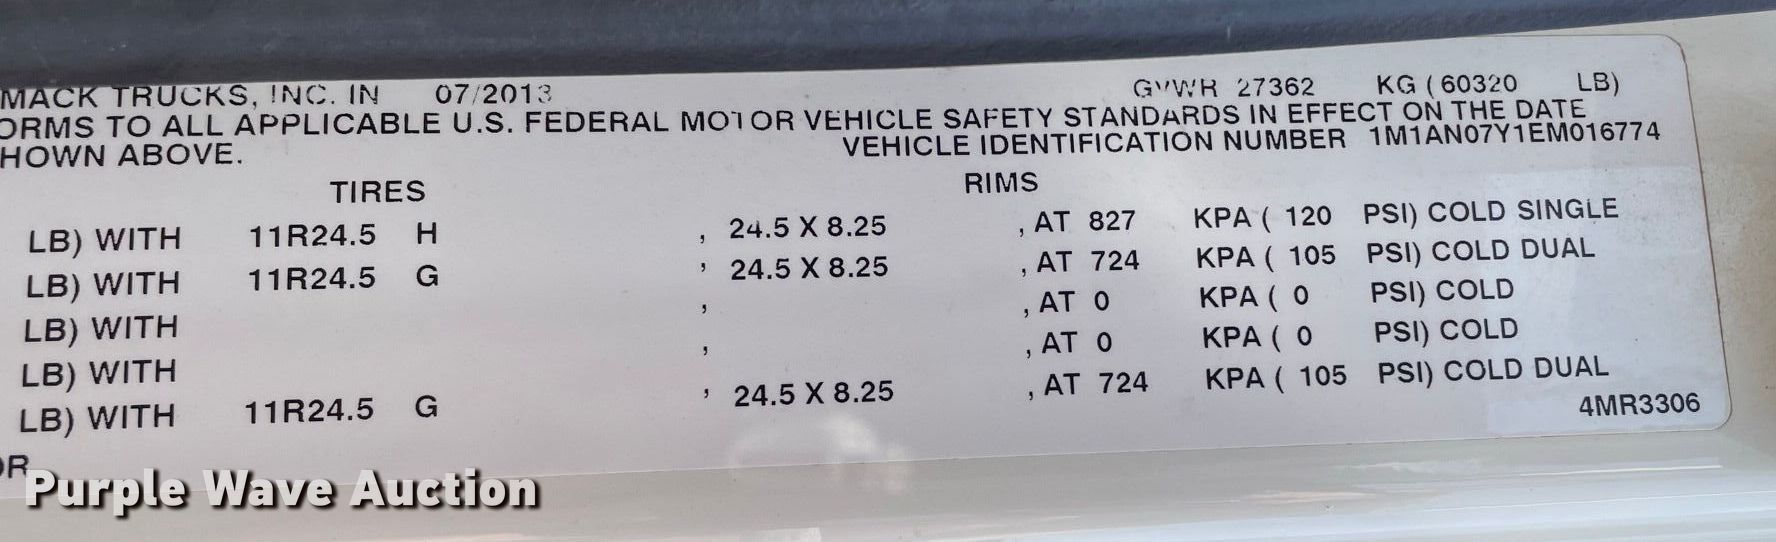 MACK TRUCKS, INC. IN 07/2013 GVWR 27362 KG ( 60320 LB)
ORMS TO ALL APPLICABLE U.S. FEDERAL MOTOR VEHICLE SAFETY STANDARDS IN EFFECT ON THE DATE
HOWN ABOVE. VEHICLE IDENTIFICATION NUMBER 1M1AN07Y1EM016774
TIRES RIMS
LB) WITH 11R24.5 H , 24.5 X 8.25 , AT 827 KPA ( 120 PSI) COLD SINGLE
LB) WITH 11R24.5 G , 24.5 X 8.25 , AT 724 KPA ( 105 PSI) COLD DUAL
LB) WITH , , AT 0 KPA ( 0 PSI) COLD
LB) WITH , , AT 0 KPA ( 0 PSI) COLD
LB) WITH 11R24.5 G , 24.5 X 8.25 , AT 724 KPA ( 105 PSI) COLD DUAL
4MR3306
OR
Purple Wave Auction